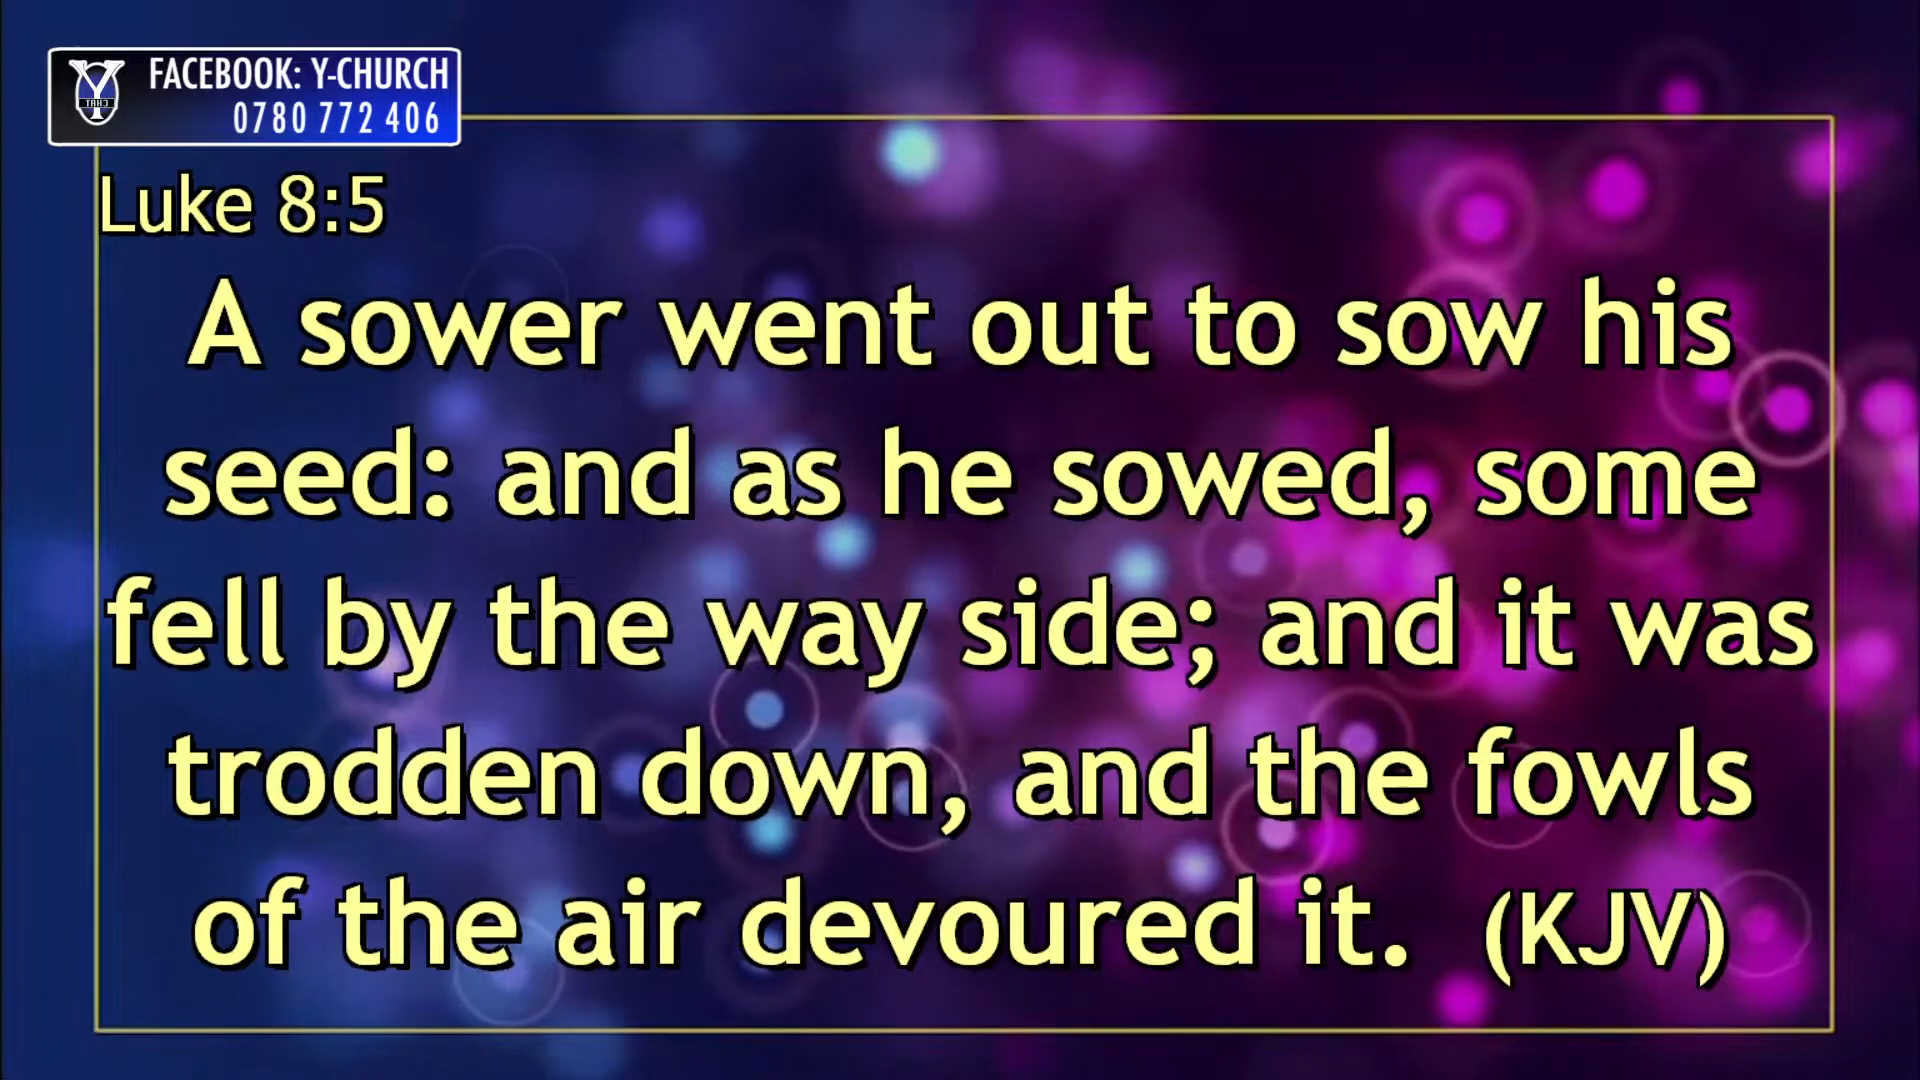 FACEBOOK: Y-CHURCH
0780 772 406
Luke 8:5
A sower went out to sow his
seed: and as he sowed, some
fell by the way side; and it was
trodden down, and the fowls
of the air devoured it. (KJV)